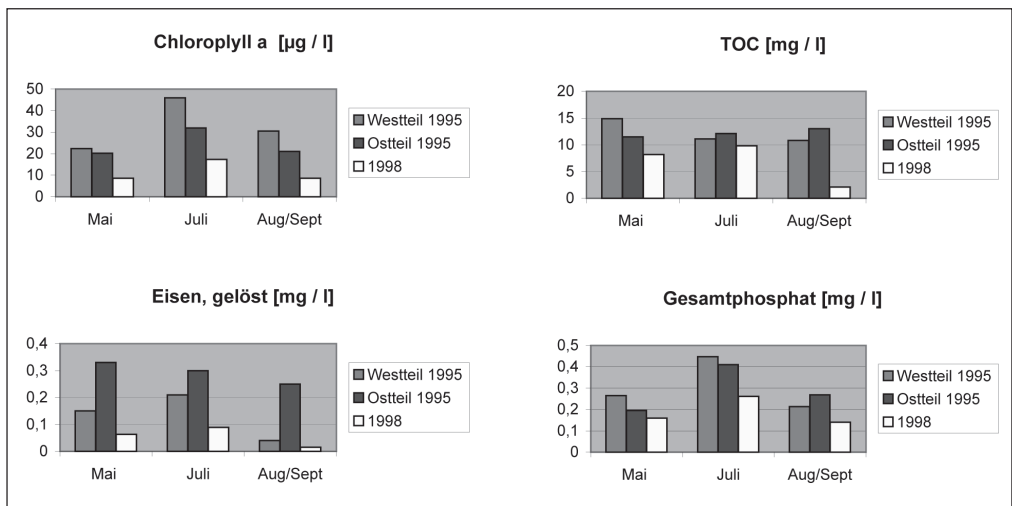 Chloroplyll a [µg / l]
50
40
30
20
10
0
Mai Juli Aug/Sept
Westteil 1995
Ostteil 1995
1998
TOC [mg / l]
20
15
10
5
0
Mai Juli Aug/Sept
Westteil 1995
Ostteil 1995
1998
Eisen, gelöst [mg / l]
0,4
0,3
0,2
0,1
0
Mai Juli Aug/Sept
Westteil 1995
Ostteil 1995
1998
Gesamtphosphat [mg / l]
0,5
0,4
0,3
0,2
0,1
0
Mai Juli Aug/Sept
Westteil 1995
Ostteil 1995
1998